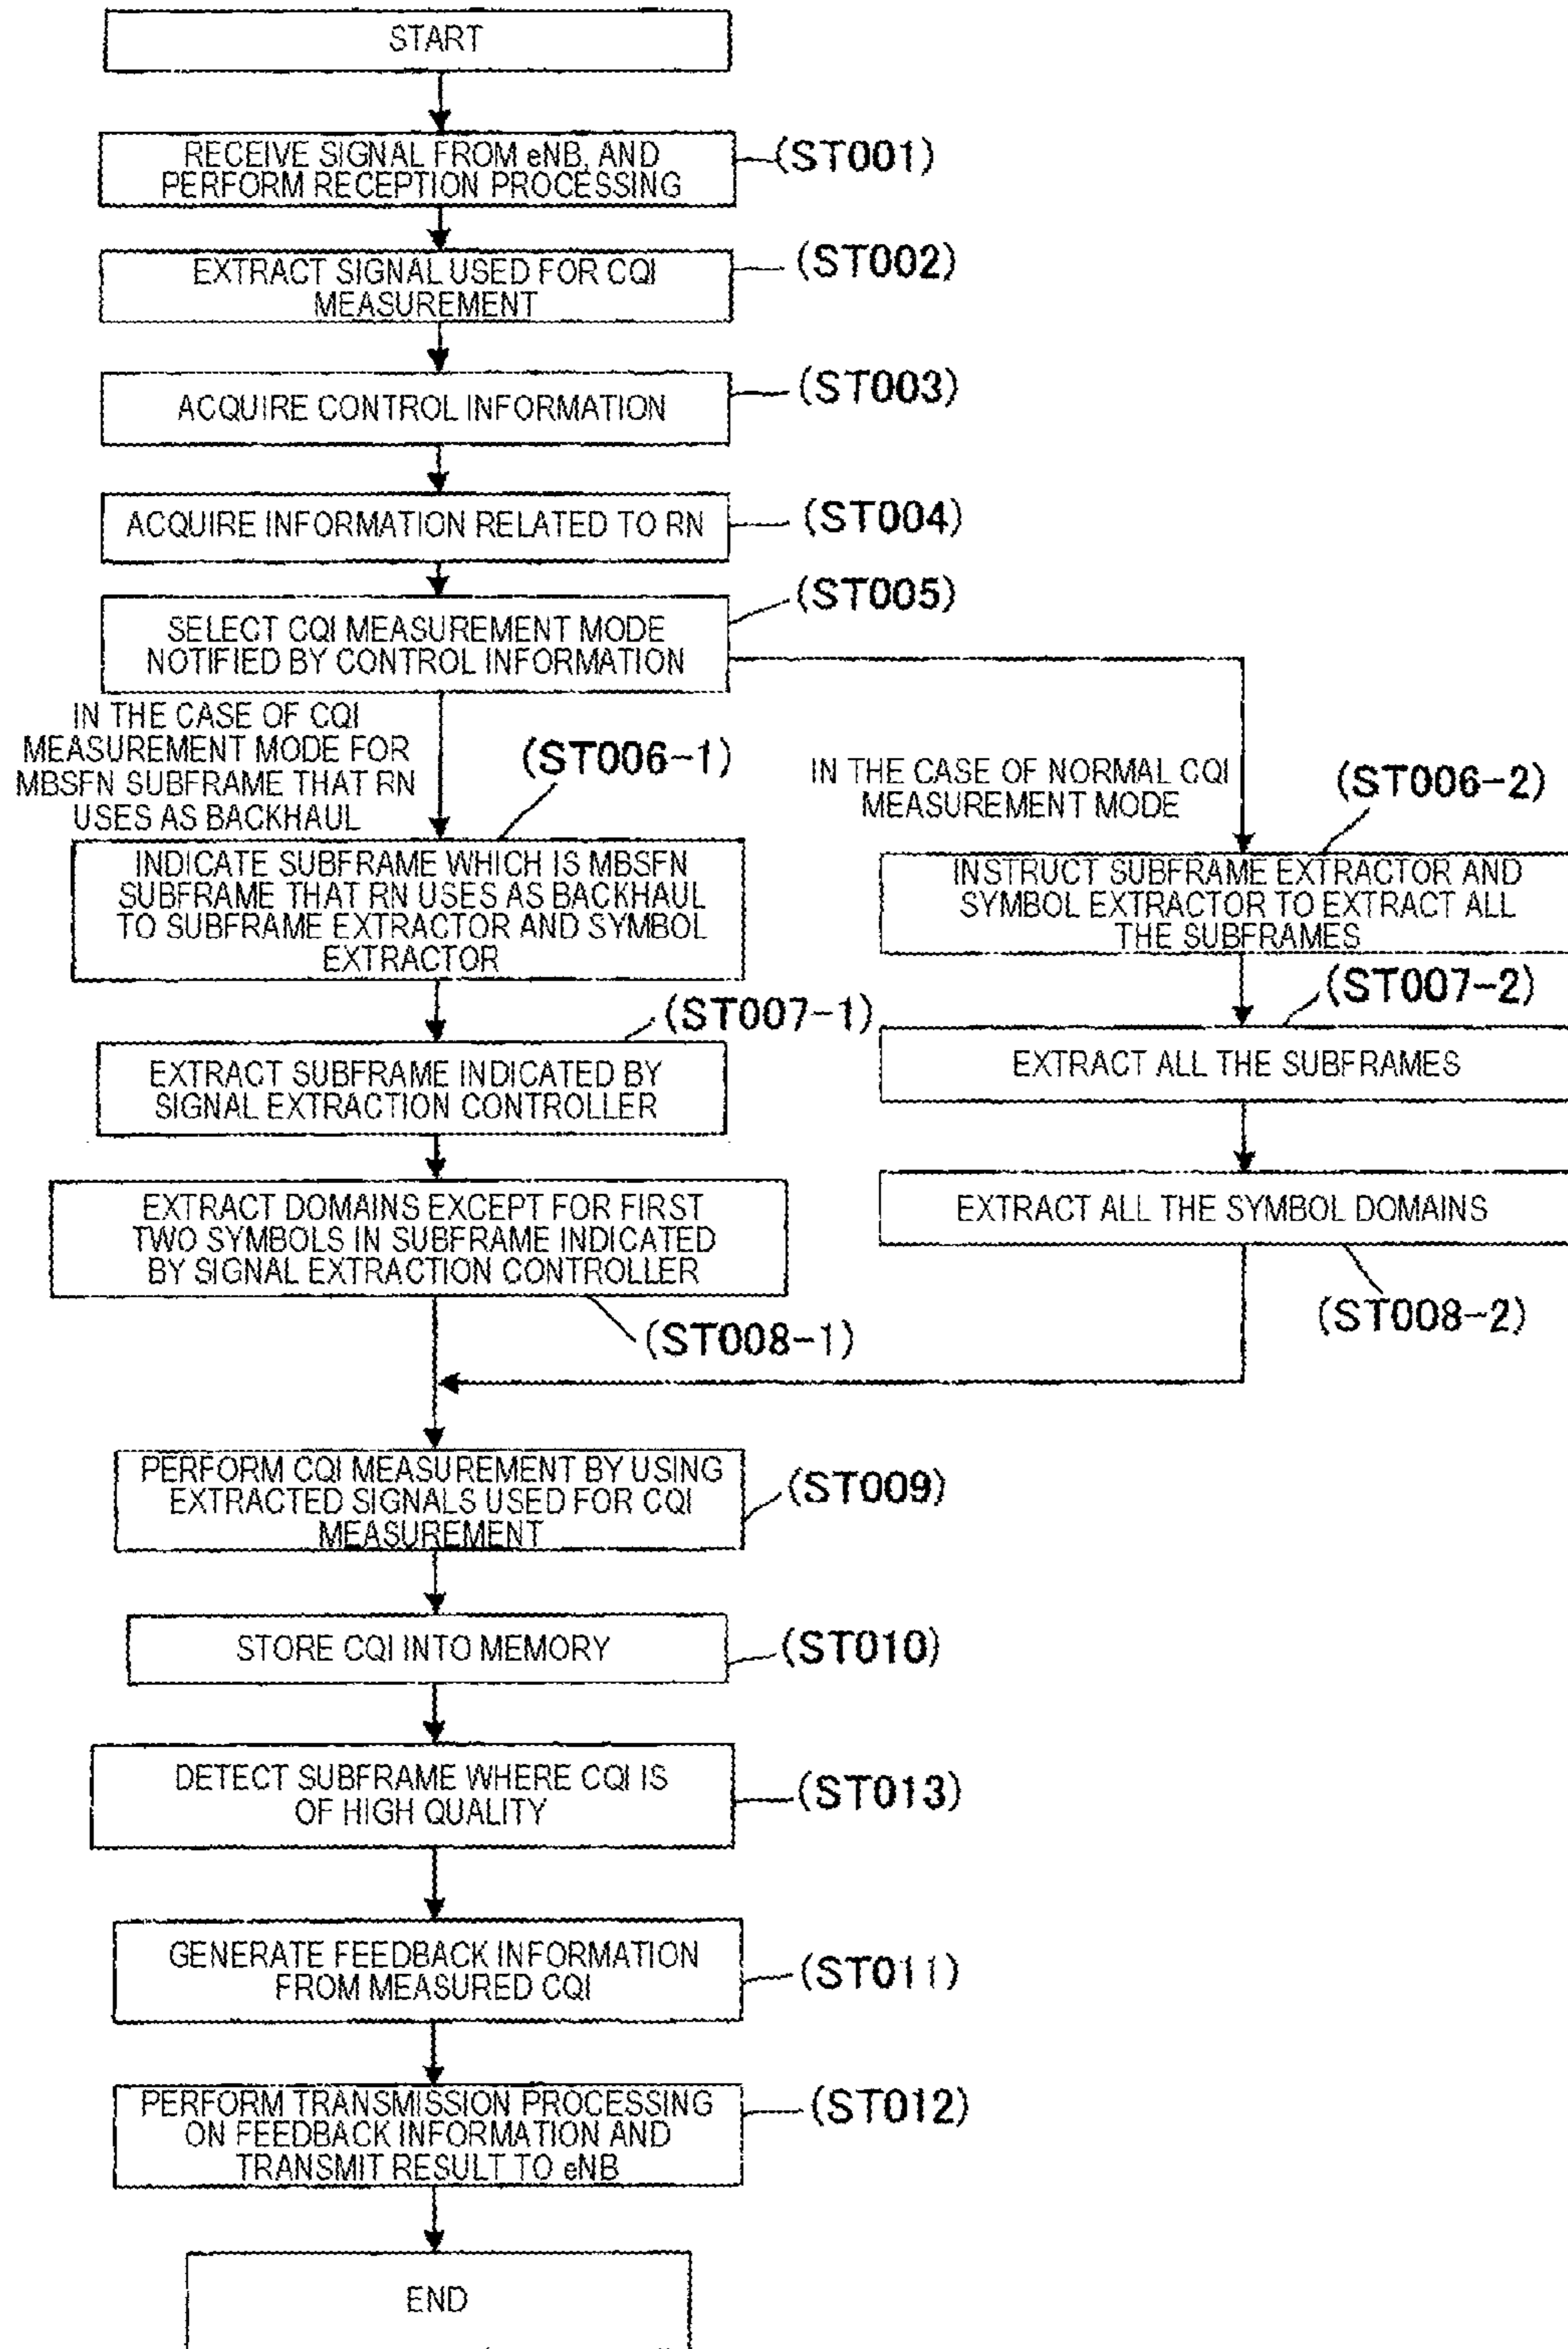 START
RECEIVE SIGNAL FROM eNB, AND
PERFORM RECEPTION PROCESSING
(ST001)
EXTRACT SIGNAL USED FOR CQI
MEASUREMENT
(ST002)
ACQUIRE CONTROL INFORMATION
(ST003)
ACQUIRE INFORMATION RELATED TO RN
(ST004)
SELECT CQI MEASUREMENT MODE
NOTIFIED BY CONTROL INFORMATION
(ST005)
IN THE CASE OF CQI
MEASUREMENT MODE FOR
MBSFN SUBFRAME THAT RN
USES AS BACKHAUL
(ST006-1)
IN THE CASE OF NORMAL CQI
MEASUREMENT MODE
(ST006-2)
INDICATE SUBFRAME WHICH IS MBSFN
SUBFRAME THAT RN USES AS BACKHAUL
TO SUBFRAME EXTRACTOR AND SYMBOL
EXTRACTOR
INSTRUCT SUBFRAME EXTRACTOR AND
SYMBOL EXTRACTOR TO EXTRACT ALL
THE SUBFRAMES
(ST007-1)
(ST007-2)
EXTRACT SUBFRAME INDICATED BY
SIGNAL EXTRACTION CONTROLLER
EXTRACT ALL THE SUBFRAMES
EXTRACT DOMAINS EXCEPT FOR FIRST
TWO SYMBOLS IN SUBFRAME INDICATED
BY SIGNAL EXTRACTION CONTROLLER
EXTRACT ALL THE SYMBOL DOMAINS
(ST008-1)
(ST008-2)
PERFORM CQI MEASUREMENT BY USING
EXTRACTED SIGNALS USED FOR CQI
MEASUREMENT
(ST009)
STORE CQI INTO MEMORY
(ST010)
DETECT SUBFRAME WHERE CQI IS
OF HIGH QUALITY
(ST013)
GENERATE FEEDBACK INFORMATION
FROM MEASURED CQI
(ST011)
PERFORM TRANSMISSION PROCESSING
ON FEEDBACK INFORMATION AND
TRANSMIT RESULT TO eNB
(ST012)
END